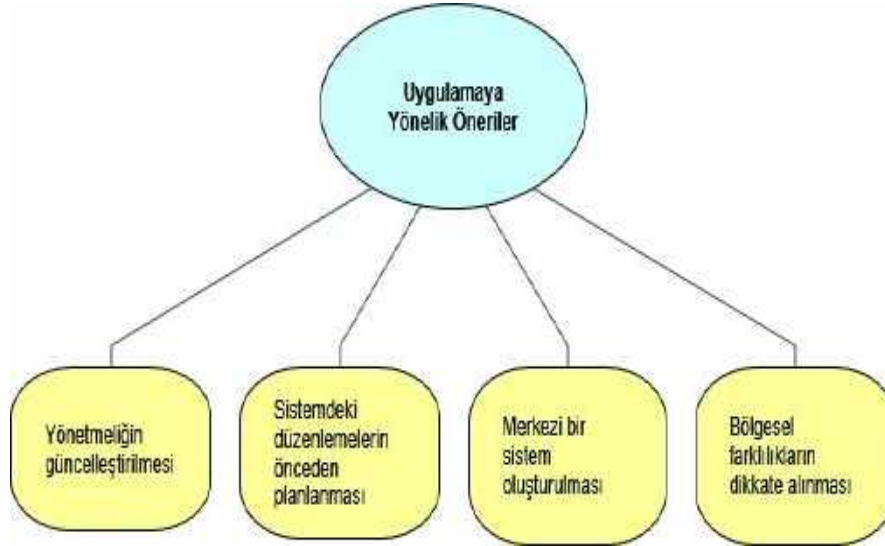 Uygulamaya
Yönelik Öneriler
Yönetmeliğin
güncelleştirilmesi
Sistemdeki
düzenlemelerin
önceden
planlanması
Merkezi bir
sistem
oluşturulması
Bölgesel
farklılıkların
dikkate alınması